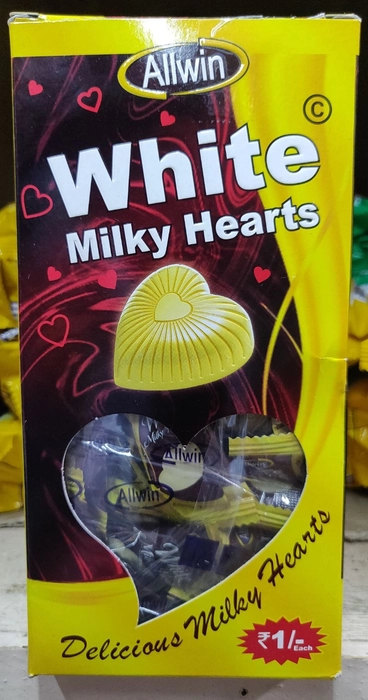 Allwin
©
White
Milky Hearts
Allwin
Allwin
Delicious Milky Hearts
₹1/-
Each